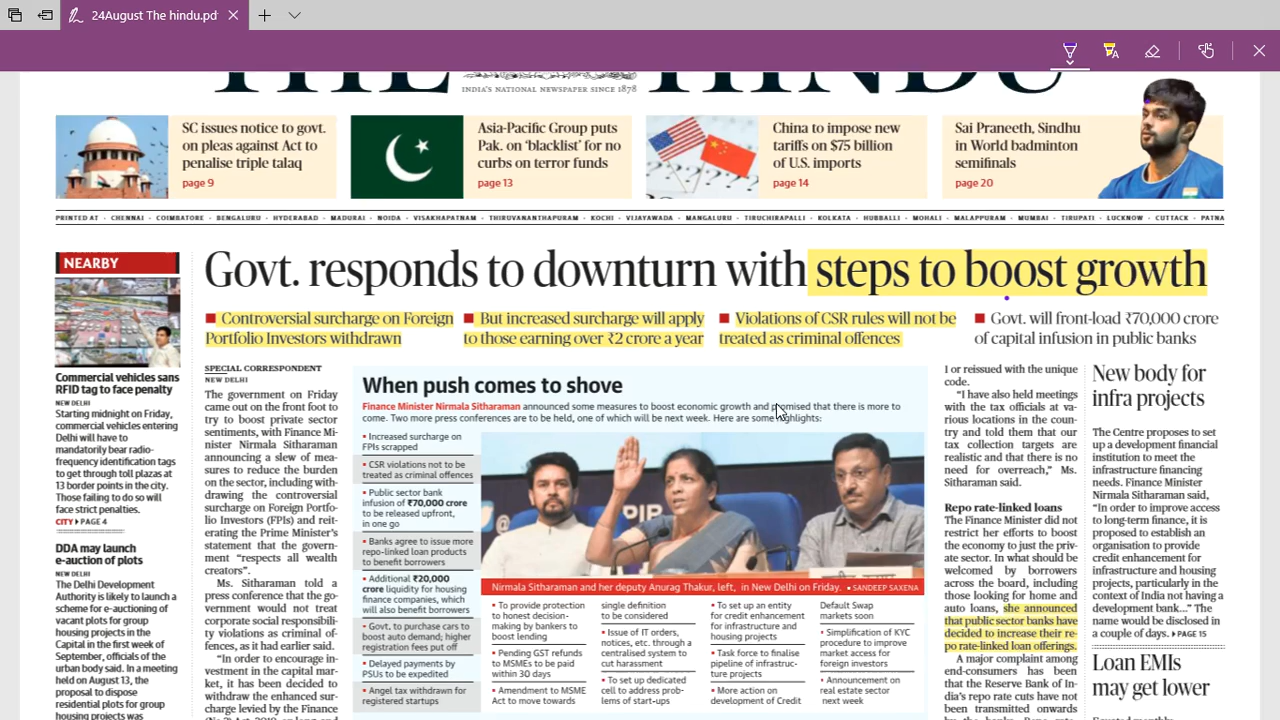 24August The hindu.pd
THE HINDU
INDIA'S NATIONAL NEWSPAPER SINCE 1878
SC issues notice to govt.
on pleas against Act to
penalise triple talaq
page 9
Asia-Pacific Group puts
Pak. on 'blacklist' for no
curbs on terror funds
page 13
China to impose new
tariffs on $75 billion
of U.S. imports
page 14
Sai Praneeth, Sindhu
in World badminton
semifinals
page 20
PRINTED AT • CHENNAI • COIMBATORE • BENGALURU • HYDERABAD • MADURAI • NOIDA • VISAKHAPATNAM • THIRUVANANTHAPURAM • KOCHI • VIJAYAWADA • MANGALURU • TIRUCHIRAPALLI • KOLKATA • HUBBALLI • MOHALI • MALAPPURAM • MUMBAI • TIRUPATI • LUCKNOW • CUTTACK • PATNA
NEARBY
Commercial vehicles sans
RFID tag to face penalty
NEW DELHI
Starting midnight on Friday,
commercial vehicles entering
Delhi will have to
mandatorily bear radio-
frequency identification tags
to get through toll plazas at
13 border points in the city.
Those failing to do so will
face strict penalties.
CITY ▸ PAGE 4
DDA may launch
e-auction of plots
NEW DELHI
The Delhi Development
Authority is likely to launch a
scheme for e-auctioning of
vacant plots for group
housing projects in the
Capital in the first week of
September, officials of the
urban body said. In a meeting
held on August 13, the
proposal to dispose
residential plots for group
housing projects was
Govt. responds to downturn with steps to boost growth
■ Controversial surcharge on Foreign
Portfolio Investors withdrawn
■ But increased surcharge will apply
to those earning over ₹2 crore a year
■ Violations of CSR rules will not be
treated as criminal offences
■ Govt. will front-load ₹70,000 crore
of capital infusion in public banks
SPECIAL CORRESPONDENT
NEW DELHI
The government on Friday
came out on the front foot to
try to boost private sector
sentiments, with Finance Mi-
nister Nirmala Sitharaman
announcing a slew of mea-
sures to reduce the burden
on the sector, including with-
drawing the controversial
surcharge on Foreign Portfo-
lio Investors (FPIs) and reit-
erating the Prime Minister's
statement that the govern-
ment "respects all wealth
creators".
Ms. Sitharaman told a
press conference that the go-
vernment would not treat
corporate social responsibili-
ty violations as criminal of-
fences, as it had earlier said.
"In order to encourage in-
vestment in the capital mar-
ket, it has been decided to
withdraw the enhanced sur-
charge levied by the Finance
When push comes to shove
Finance Minister Nirmala Sitharaman announced some measures to boost economic growth and promised that there is more to
come. Two more press conferences are to be held, one of which will be next week. Here are some highlights:
• Increased surcharge on
FPIs scrapped
• CSR violations not to be
treated as criminal offences
• Public sector bank
infusion of ₹70,000 crore
to be released upfront,
in one go
• Banks agree to issue more
repo-linked loan products
to benefit borrowers
• Additional ₹20,000
crore liquidity for housing
finance companies, which
will also benefit borrowers
• Govt. to purchase cars to
boost auto demand; higher
registration fees put off
• Delayed payments by
PSUs to be expedited
• Angel tax withdrawn for
registered startups
Nirmala Sitharaman and her deputy Anurag Thakur, left, in New Delhi on Friday. ■ SANDEEP SAXENA
• To provide protection
to honest decision-
making by bankers to
boost lending
• Pending GST refunds
to MSMEs to be paid
within 30 days
• Amendment to MSME
Act to move towards
single definition
to be considered
• Issue of IT orders,
notices, etc. through a
centralised system to
cut harassment
• To set up dedicated
cell to address prob-
lems of start-ups
• To set up an entity
for credit enhancement
for infrastructure and
housing projects
• Task force to finalise
pipeline of infrastruc-
ture projects
• More action on
development of Credit
Default Swap
markets soon
• Simplification of KYC
procedure to improve
market access for
foreign investors
• Announcement on
real estate sector
next week
1 or reissued with the unique
code.
"I have also held meetings
with the tax officials at va-
rious locations in the coun-
try and told them that our
tax collection targets are
realistic and that there is no
need for overreach," Ms.
Sitharaman said.
Repo rate-linked loans
The Finance Minister did not
restrict her efforts to boost
the economy to just the priv-
ate sector. In what should be
welcomed by borrowers
across the board, including
those looking for home and
auto loans, she announced
that public sector banks have
decided to increase their re-
po rate-linked loan offerings.
A major complaint among
end-consumers has been
that the Reserve Bank of In-
dia's repo rate cuts have not
been transmitted onwards
New body for
infra projects
The Centre proposes to set
up a development financial
institution to meet the
infrastructure financing
needs. Finance Minister
Nirmala Sitharaman said,
"In order to improve access
to long-term finance, it is
proposed to establish an
organisation to provide
credit enhancement for
infrastructure and housing
projects, particularly in the
context of India not having a
development bank..." The
name would be disclosed in
a couple of days. ▸ PAGE 15
Loan EMIs
may get lower